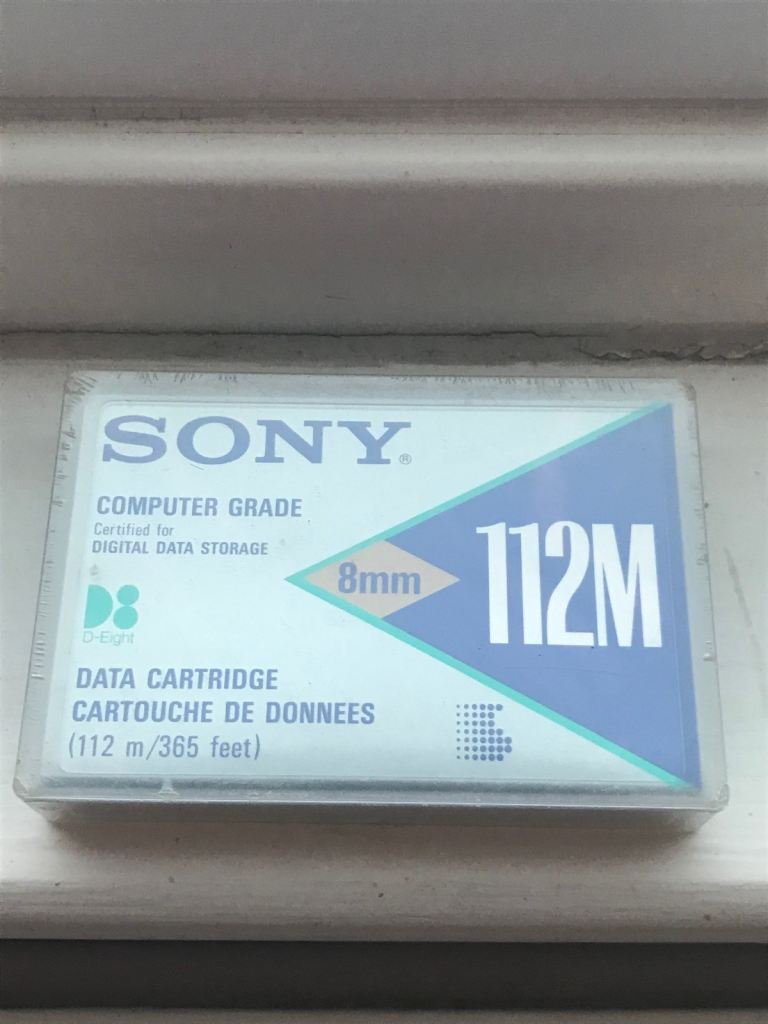 SONY®
COMPUTER GRADE
Certified for
DIGITAL DATA STORAGE
8mm
112M
D8
D-Eight
DATA CARTRIDGE
CARTOUCHE DE DONNEES
(112 m/365 feet)